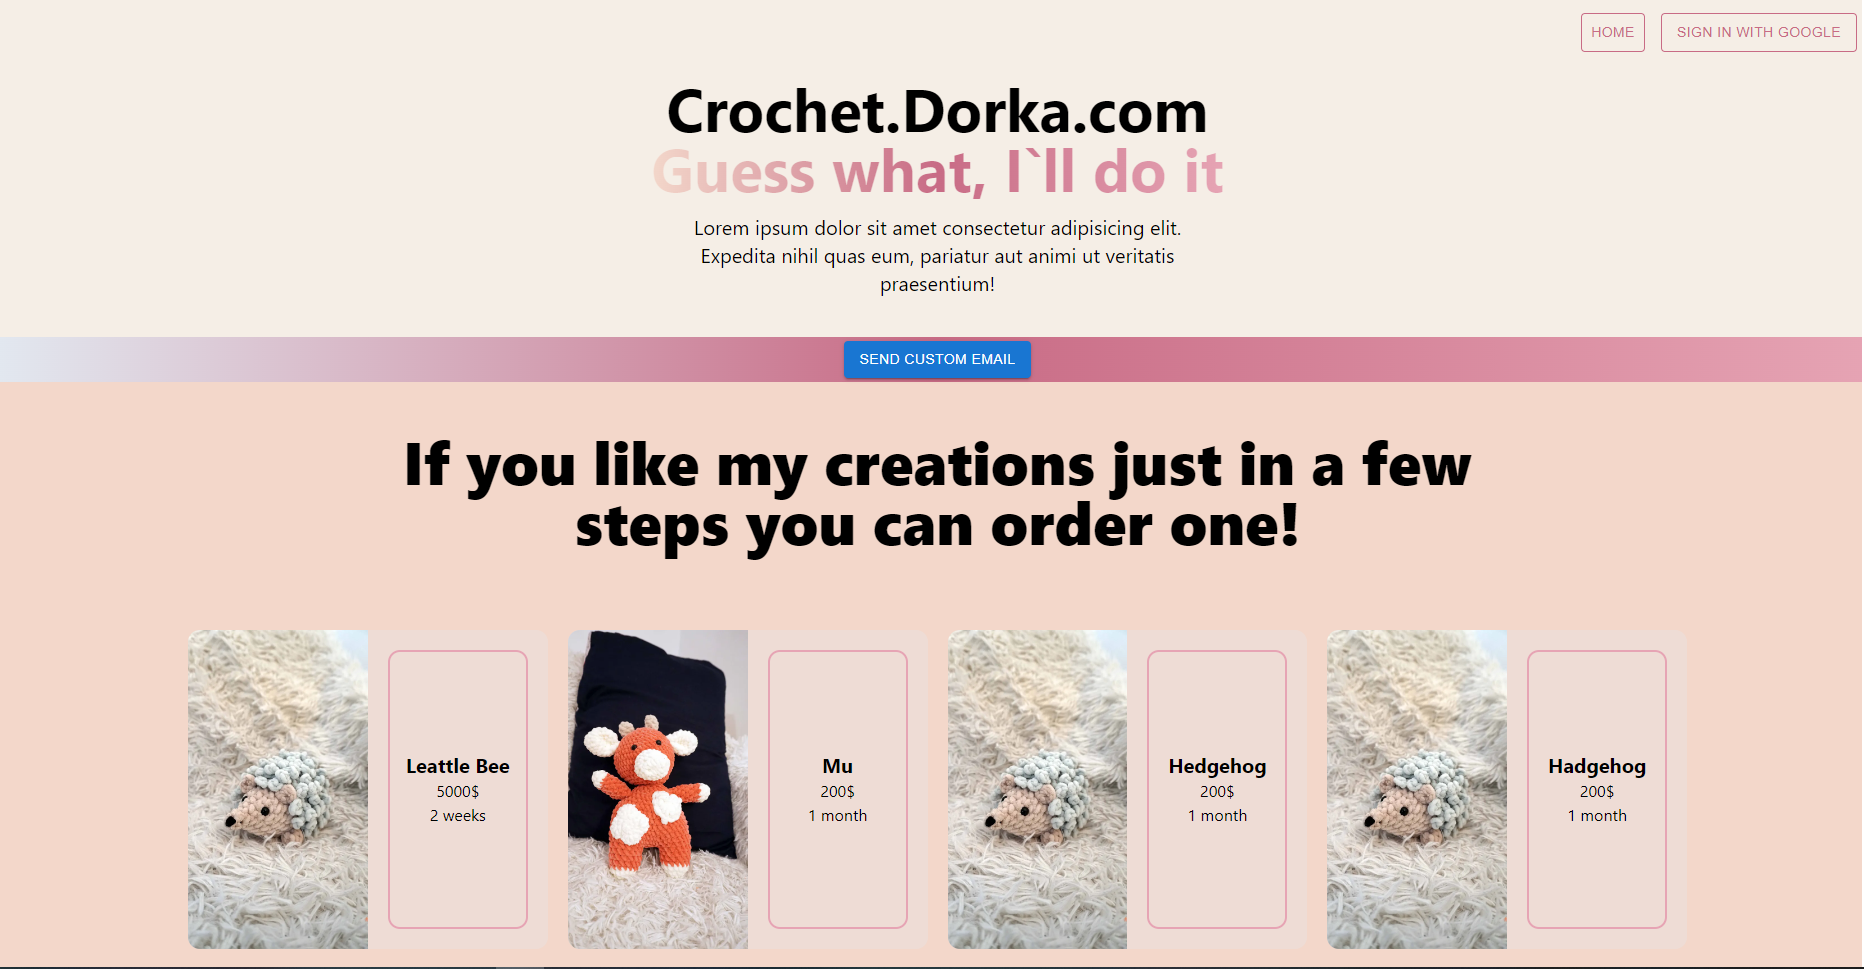 HOME
SIGN IN WITH GOOGLE
Crochet.Dorka.com
Guess what, I`ll do it
Lorem ipsum dolor sit amet consectetur adipisicing elit.
Expedita nihil quas eum, pariatur aut animi ut veritatis
praesentium!
SEND CUSTOM EMAIL
If you like my creations just in a few
steps you can order one!
Leattle Bee
5000$
2 weeks
Mu
200$
1 month
Hedgehog
200$
1 month
Hadgehog
200$
1 month